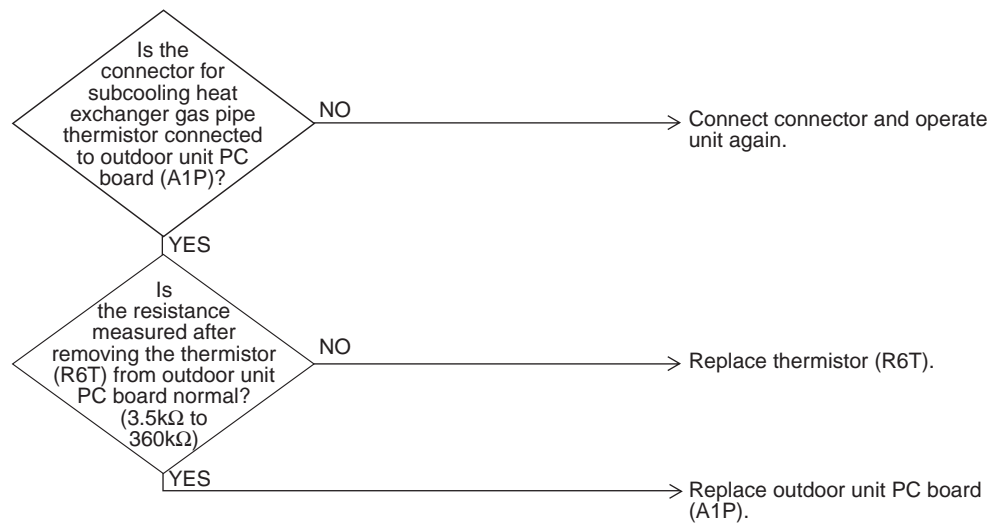 Is the
connector for
subcooling heat
exchanger gas pipe
thermistor connected
to outdoor unit PC
board (A1P)?
NO
Connect connector and operate
unit again.
YES
Is
the resistance
measured after
removing the thermistor
(R6T) from outdoor unit
PC board normal?
(3.5kΩ to
360kΩ)
NO
Replace thermistor (R6T).
YES
Replace outdoor unit PC board
(A1P).